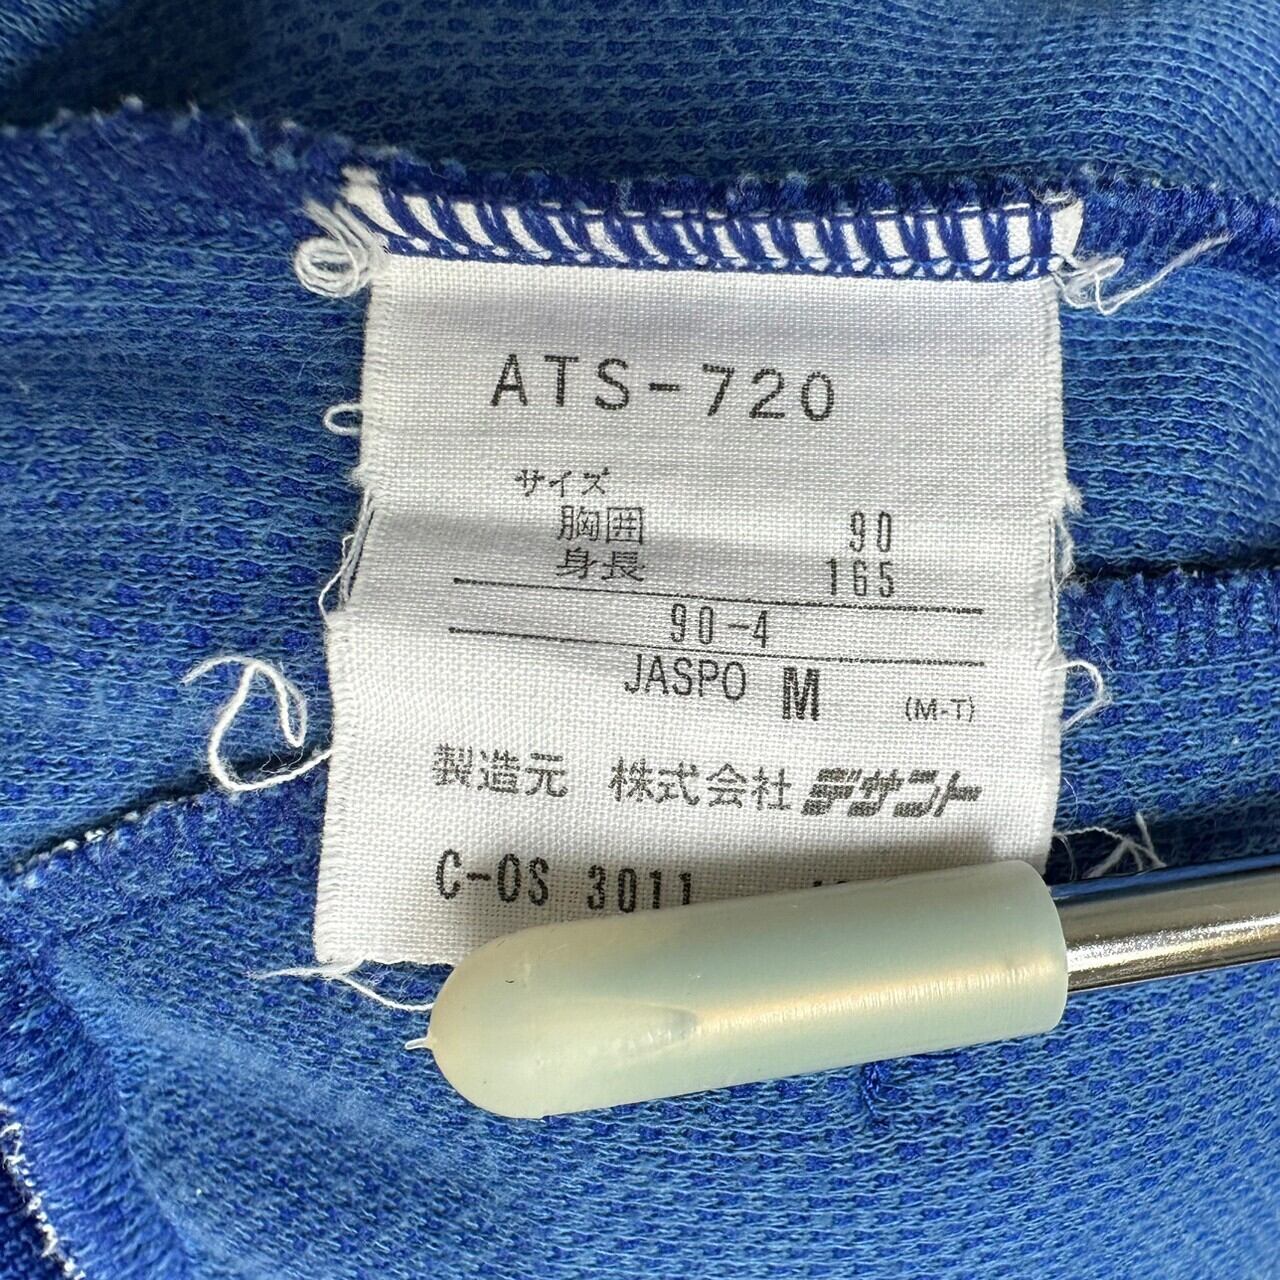 ATS-720
サイズ
胸囲 90
身長 165
90-4
JASPO M (M-T)
製造元 株式会社デサント
C-OS 3011